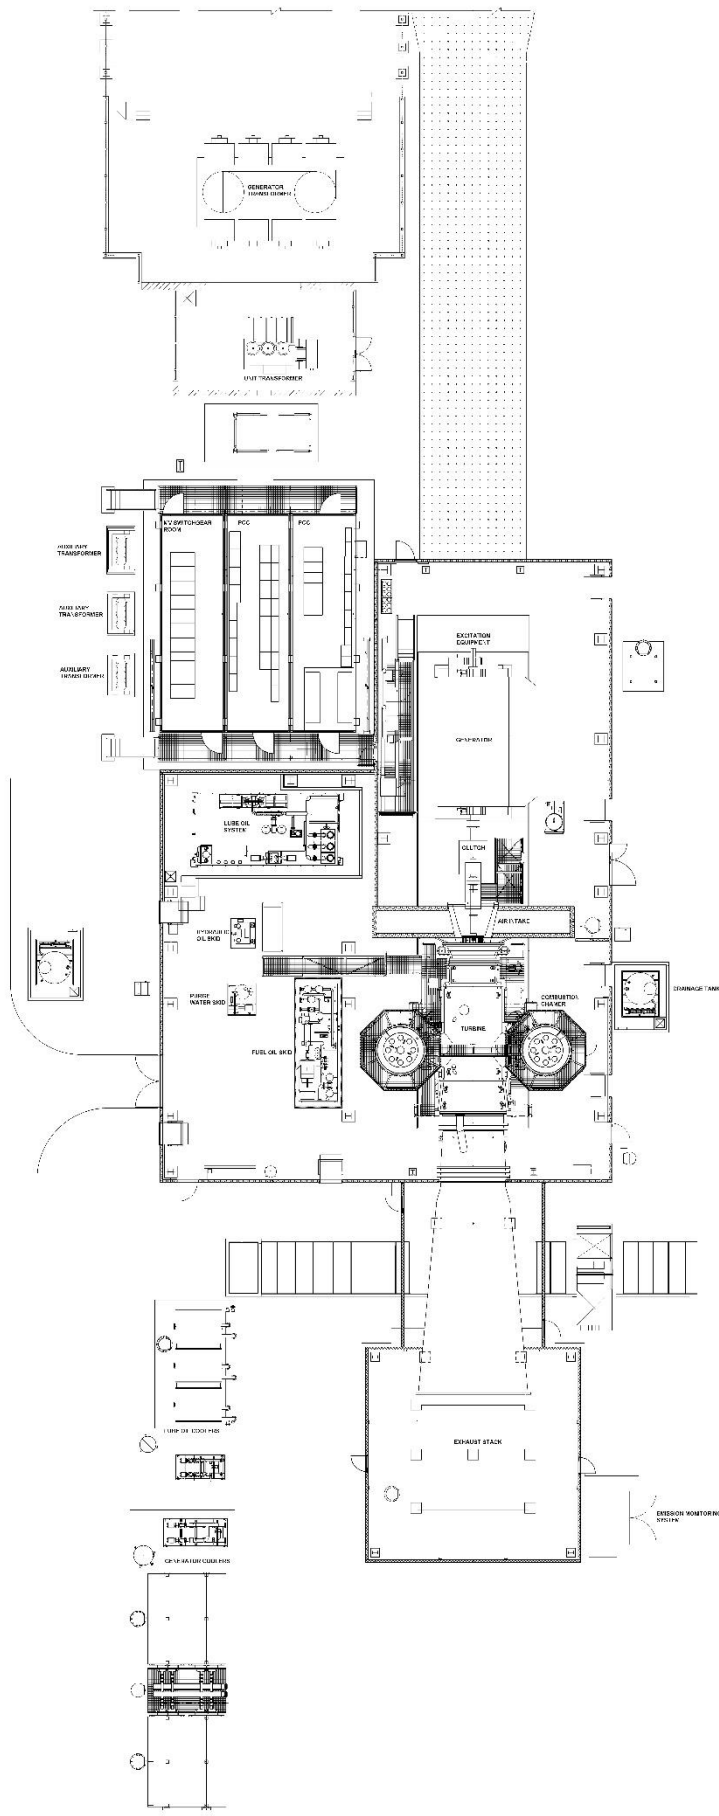 GENERATOR
TRANSFORMER
UNIT TRANSFORMER
MV SWITCHGEAR
ROOM
PCC
PCC
AUXILIARY
TRANSFORMER
AUXILIARY
TRANSFORMER
AUXILIARY
TRANSFORMER
EXCITATION
EQUIPMENT
GENERATOR
LUBE OIL
SYSTEM
CLUTCH
AIR INTAKE
HYDRAULIC
OIL SKID
PURGE
WATER SKID
COMBUSTION
CHAMBER
DRAINAGE TANK
TURBINE
FUEL OIL SKID
LUBE OIL COOLERS
EXHAUST STACK
EMISSION MONITORING
SYSTEM
GENERATOR COOLERS